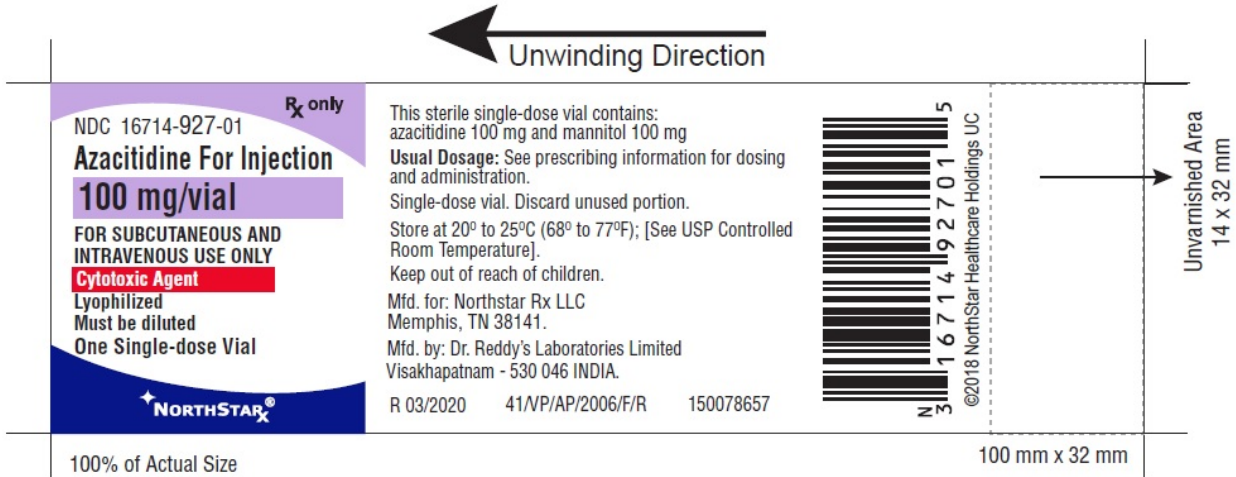 Unwinding Direction
Rx only
NDC 16714-927-01
Azacitidine For Injection
100 mg/vial
FOR SUBCUTANEOUS AND
INTRAVENOUS USE ONLY
Cytotoxic Agent
Lyophilized
Must be diluted
One Single-dose Vial
NORTHSTARx®
This sterile single-dose vial contains:
azacitidine 100 mg and mannitol 100 mg
Usual Dosage: See prescribing information for dosing
and administration.
Single-dose vial. Discard unused portion.
Store at 20⁰ to 25⁰C (68⁰ to 77⁰F); [See USP Controlled
Room Temperature].
Keep out of reach of children.
Mfd. for: Northstar Rx LLC
Memphis, TN 38141.
Mfd. by: Dr. Reddy's Laboratories Limited
Visakhapatnam - 530 046 INDIA.
R 03/2020 41/VP/AP/2006/F/R 150078657
N 3 16714 92701 5
©2018 NorthStar Healthcare Holdings UC
Unvarnished Area
14 x 32 mm
100% of Actual Size
100 mm x 32 mm